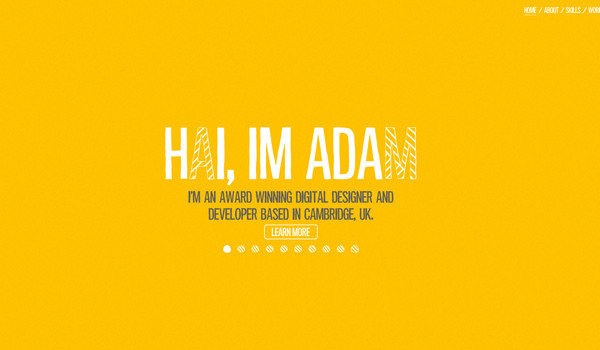 HOME / ABOUT / SKILLS / WORK
HAI, IM ADAM
I'M AN AWARD WINNING DIGITAL DESIGNER AND
DEVELOPER BASED IN CAMBRIDGE, UK.
LEARN MORE